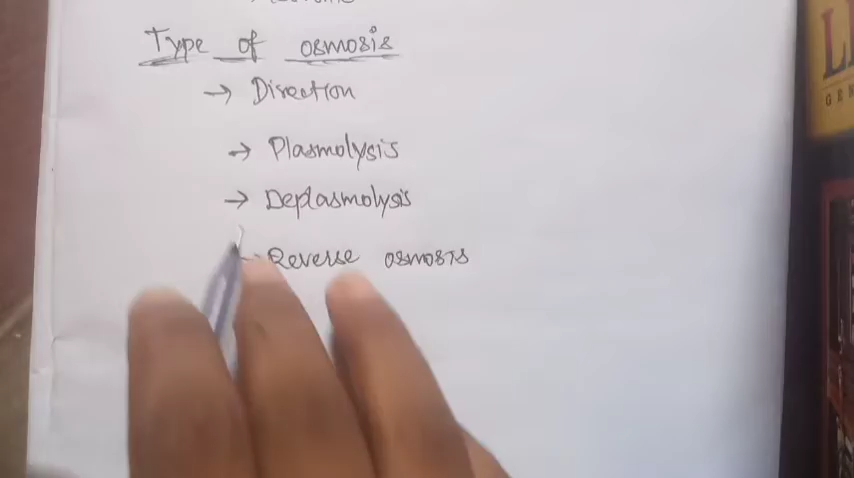 Type of osmosis
→ Direction
→ Plasmolysis
→ Deplasmolysis
Reverse osmosis